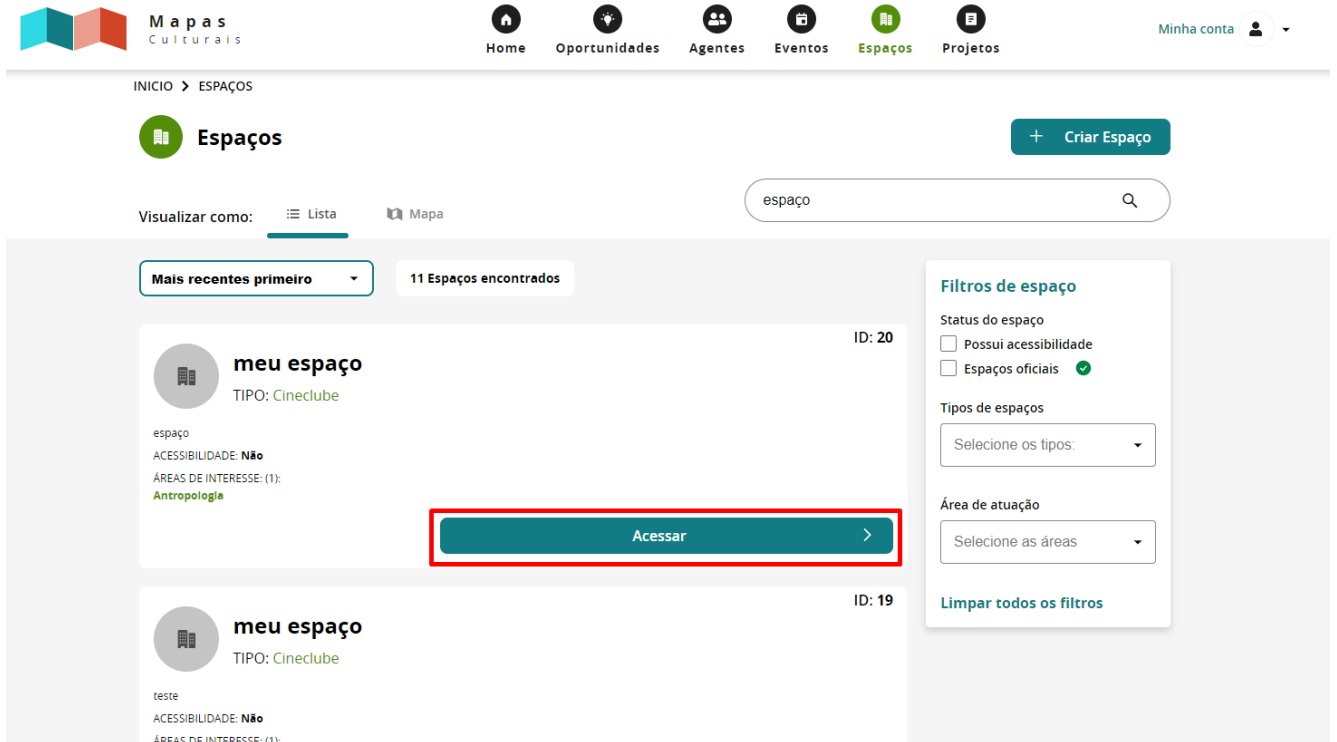 Mapas
Culturais
Home
Oportunidades
Agentes
Eventos
Espaços
Projetos
Minha conta
INICIO > ESPAÇOS
Espaços
+ Criar Espaço
Visualizar como:
Lista
Mapa
espaço
Mais recentes primeiro
11 Espaços encontrados
ID: 20
meu espaço
TIPO: Cineclube
espaço
ACESSIBILIDADE: Não
ÁREAS DE INTERESSE: (1):
Antropologia
Acessar
ID: 19
meu espaço
TIPO: Cineclube
teste
ACESSIBILIDADE: Não
ÁREAS DE INTERESSE: (1):
Filtros de espaço
Status do espaço
Possui acessibilidade
Espaços oficiais
Tipos de espaços
Selecione os tipos:
Área de atuação
Selecione as áreas
Limpar todos os filtros